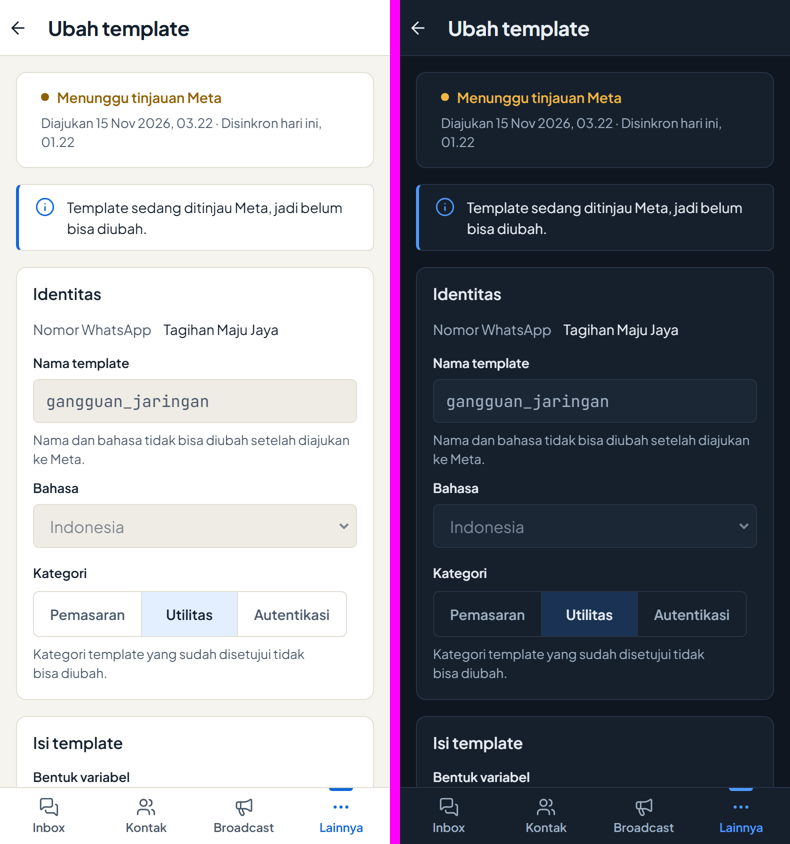 Ubah template
Menunggu tinjauan Meta
Diajukan 15 Nov 2026, 03.22 · Disinkron hari ini,
01.22
Template sedang ditinjau Meta, jadi belum
bisa diubah.
Identitas
Nomor WhatsApp Tagihan Maju Jaya
Nama template
gangguan_jaringan
Nama dan bahasa tidak bisa diubah setelah diajukan
ke Meta.
Bahasa
Indonesia
Kategori
Pemasaran Utilitas Autentikasi
Kategori template yang sudah disetujui tidak
bisa diubah.
Isi template
Bentuk variabel
Inbox Kontak Broadcast Lainnya
Ubah template
Menunggu tinjauan Meta
Diajukan 15 Nov 2026, 03.22 · Disinkron hari ini,
01.22
Template sedang ditinjau Meta, jadi belum
bisa diubah.
Identitas
Nomor WhatsApp Tagihan Maju Jaya
Nama template
gangguan_jaringan
Nama dan bahasa tidak bisa diubah setelah diajukan
ke Meta.
Bahasa
Indonesia
Kategori
Pemasaran Utilitas Autentikasi
Kategori template yang sudah disetujui tidak
bisa diubah.
Isi template
Bentuk variabel
Inbox Kontak Broadcast Lainnya